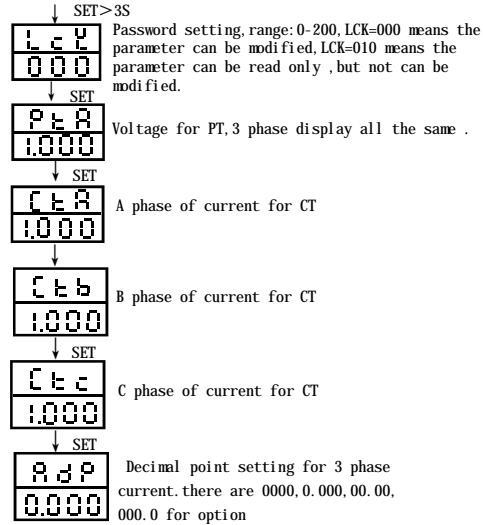 SET>3S
LcK
000
Password setting,range:0-200,LCK=000 means the
parameter can be modified,LCK=010 means the
parameter can be read only ,but not can be
modified.
SET
PtA
1.000
Voltage for PT,3 phase display all the same .
SET
CtA
1.000
A phase of current for CT
Ctb
1.000
B phase of current for CT
SET
Ctc
1.000
C phase of current for CT
SET
AdP
0.000
Decimal point setting for 3 phase
current.there are 0000,0.000,00.00,
000.0 for option